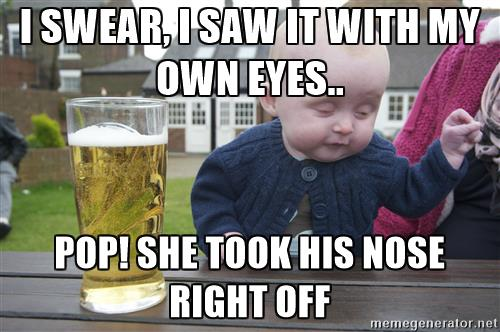 I SWEAR, I SAW IT WITH MY
OWN EYES..
POP! SHE TOOK HIS NOSE
RIGHT OFF
memegenerator.net